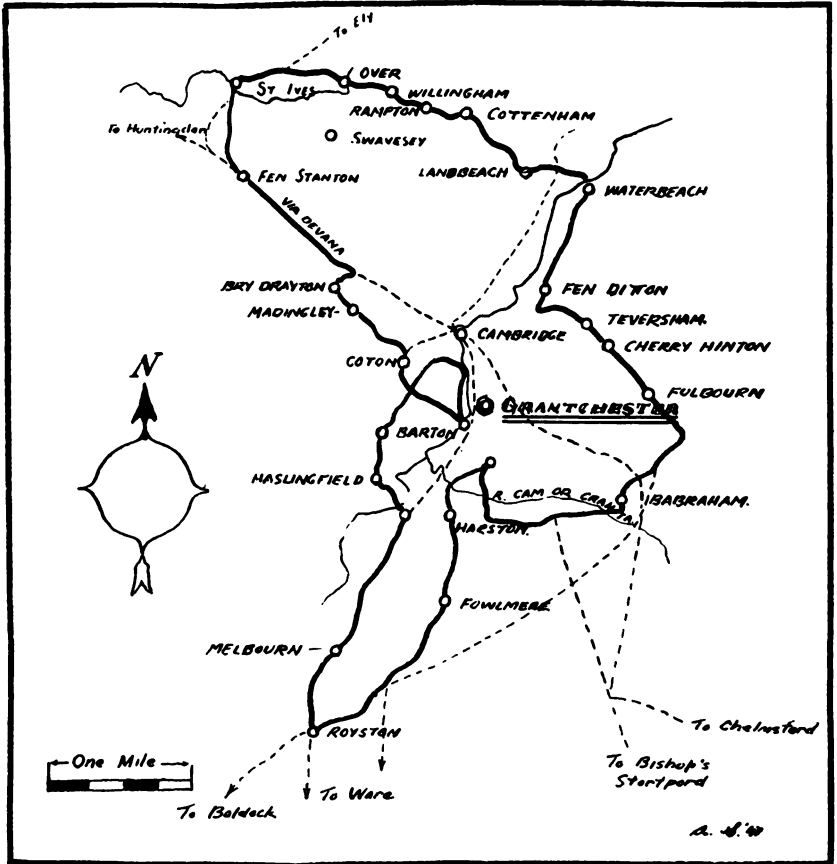 To Ely
OVER
ST IVES
WILLINGHAM
RAMPTON
COTTENHAM
To Huntingdon
SWAVESEY
LANDBEACH
FEN STANTON
WATERBEACH
VIA DEVANA
BRY DRAYTON
FEN DITTON
MADINGLEY
TEVERSHAM.
CAMBRIDGE
CHERRY HINTON
COTON
N
FULBOURN
GRANTCHESTER
BARTON
HASLINGFIELD
R. CAM OR GRANTA
BABRAHAM.
HARSTON.
FOWLMERE
MELBOURN
ROYSTON
To Chelmsford
One Mile
To Bishop's
Stortford
To Ware
To Baldock